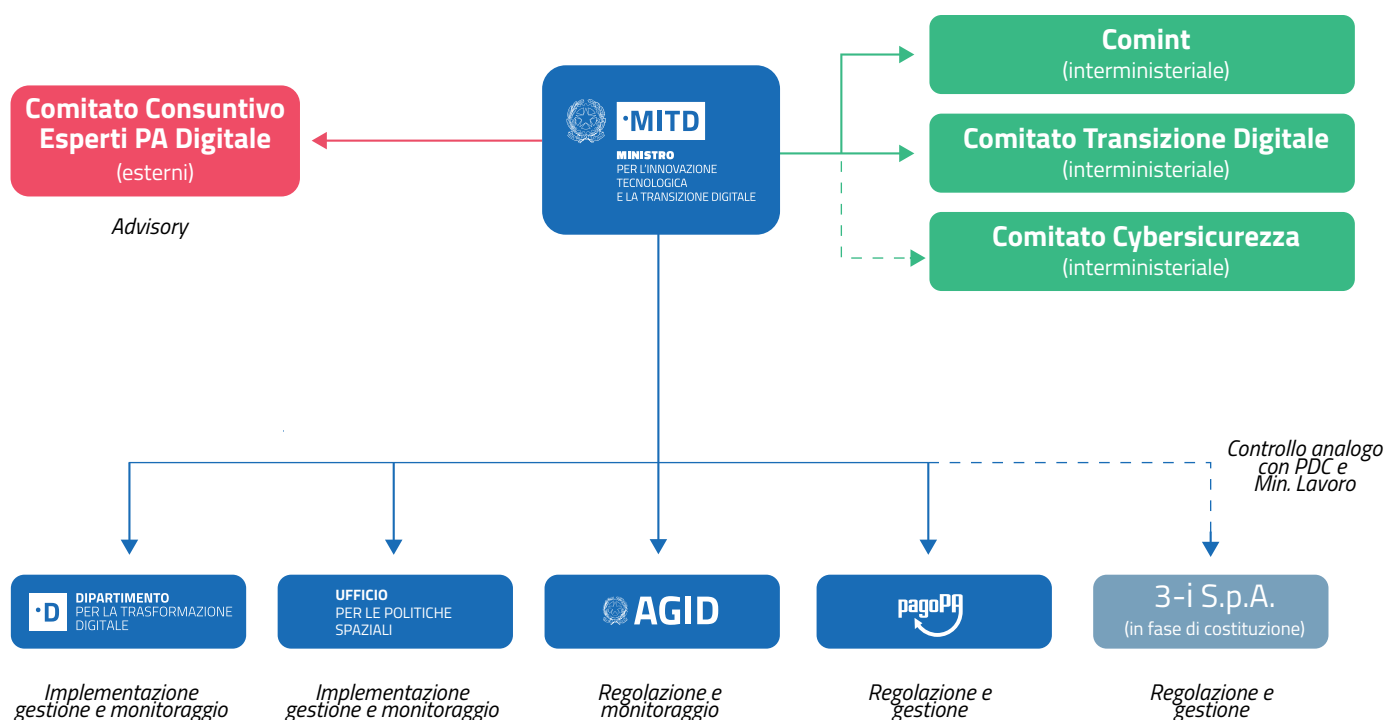 Comitato Consuntivo
Esperti PA Digitale
(esterni)
Advisory
·MITD
MINISTRO
PER L'INNOVAZIONE
TECNOLOGICA
E LA TRANSIZIONE DIGITALE
Comint
(interministeriale)
Comitato Transizione Digitale
(interministeriale)
Comitato Cybersicurezza
(interministeriale)
Controllo analogo
con PDC e
Min. Lavoro
·D
DIPARTIMENTO
PER LA TRASFORMAZIONE
DIGITALE
Implementazione
gestione e monitoraggio
UFFICIO
PER LE POLITICHE
SPAZIALI
Implementazione
gestione e monitoraggio
AGID
Regolazione e
monitoraggio
pagoPA
Regolazione e
gestione
3-i S.p.A.
(in fase di costituzione)
Regolazione e
gestione